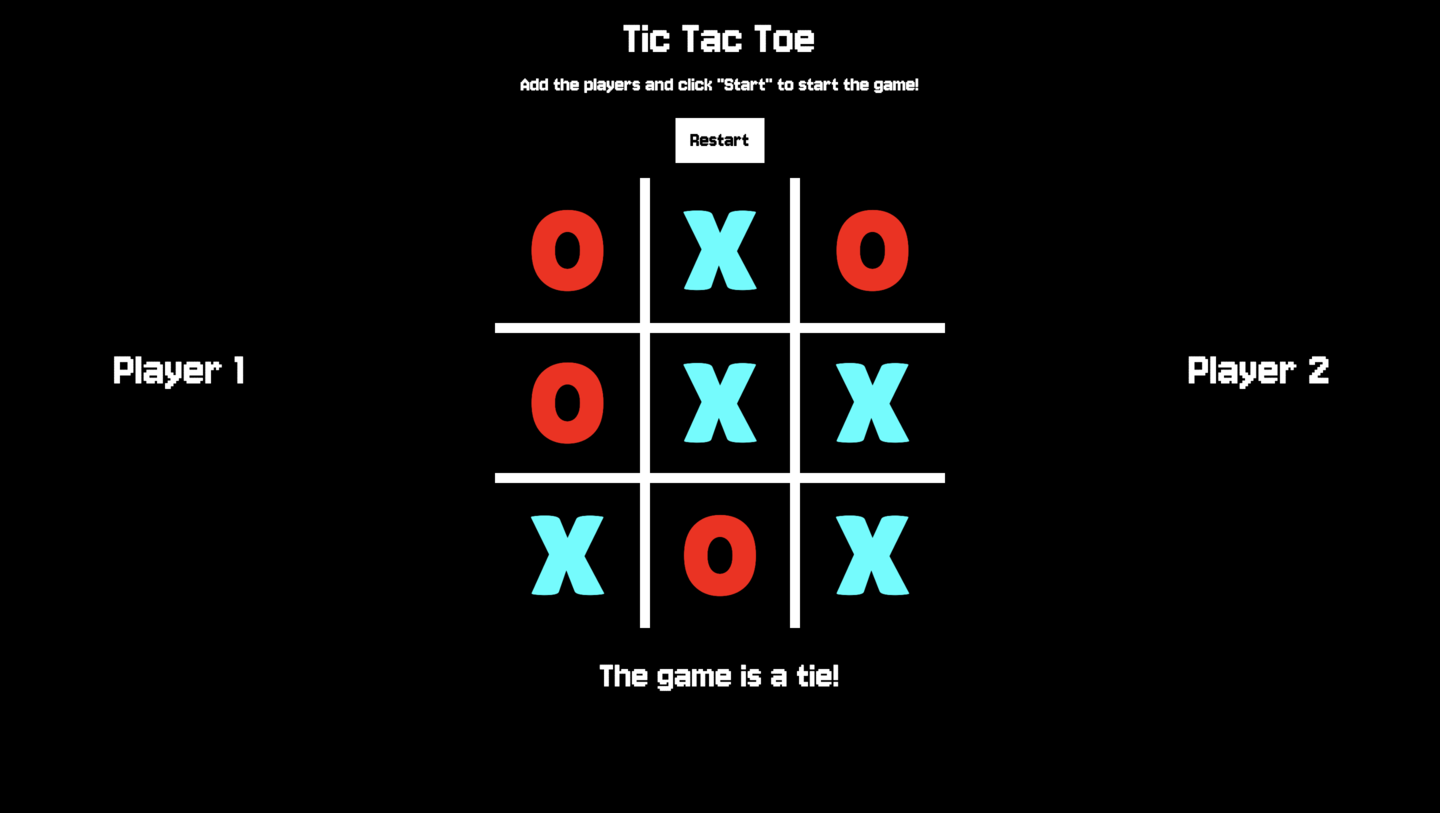 Tic Tac Toe
Add the players and click "Start" to start the game!
Restart
O X O
O X X
X O X
Player 1
Player 2
The game is a tie!